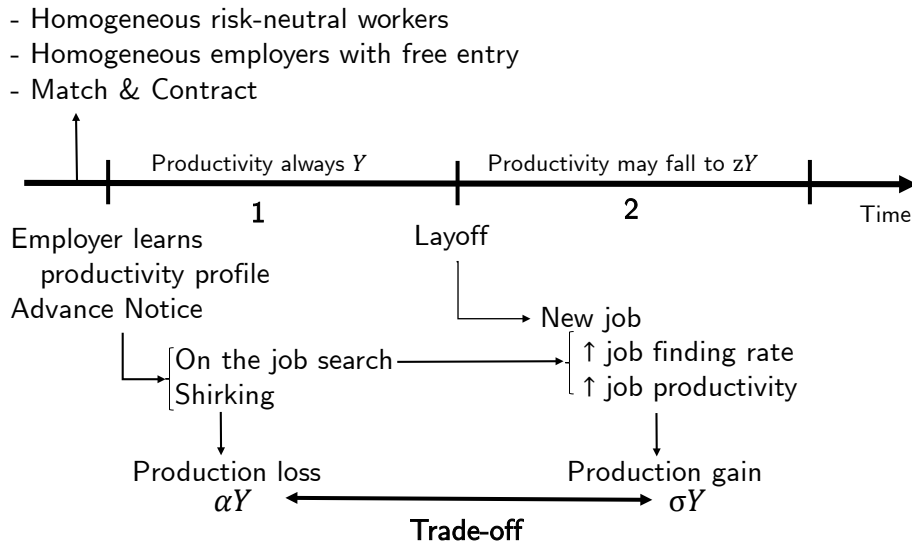 - Homogeneous risk-neutral workers
- Homogeneous employers with free entry
- Match & Contract
Productivity always Y
Productivity may fall to zY
1
2
Time
Employer learns
productivity profile
Advance Notice
Layoff
New job
On the job search
Shirking
↑ job finding rate
↑ job productivity
Production loss
αY
Production gain
σY
Trade-off